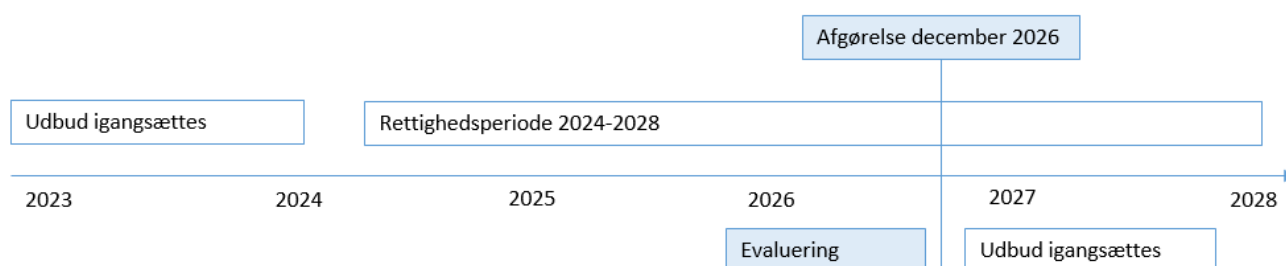 Afgørelse december 2026
Udbud igangsættes
Rettighedsperiode 2024-2028
2023
2024
2025
2026
2027
2028
Evaluering
Udbud igangsættes